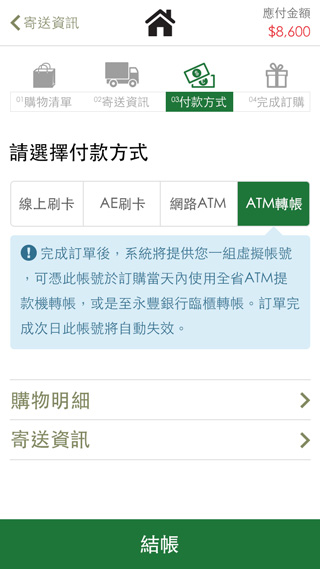 寄送資訊
應付金額
$8,600
01購物清單 02寄送資訊 03付款方式 04完成訂購
請選擇付款方式
線上刷卡 AE刷卡 網路ATM ATM轉帳
完成訂單後，系統將提供您一組虛擬帳號
，可憑此帳號於訂購當天內使用全省ATM提
款機轉帳，或是至永豐銀行臨櫃轉帳。訂單完
成次日此帳號將自動失效。
購物明細
寄送資訊
結帳